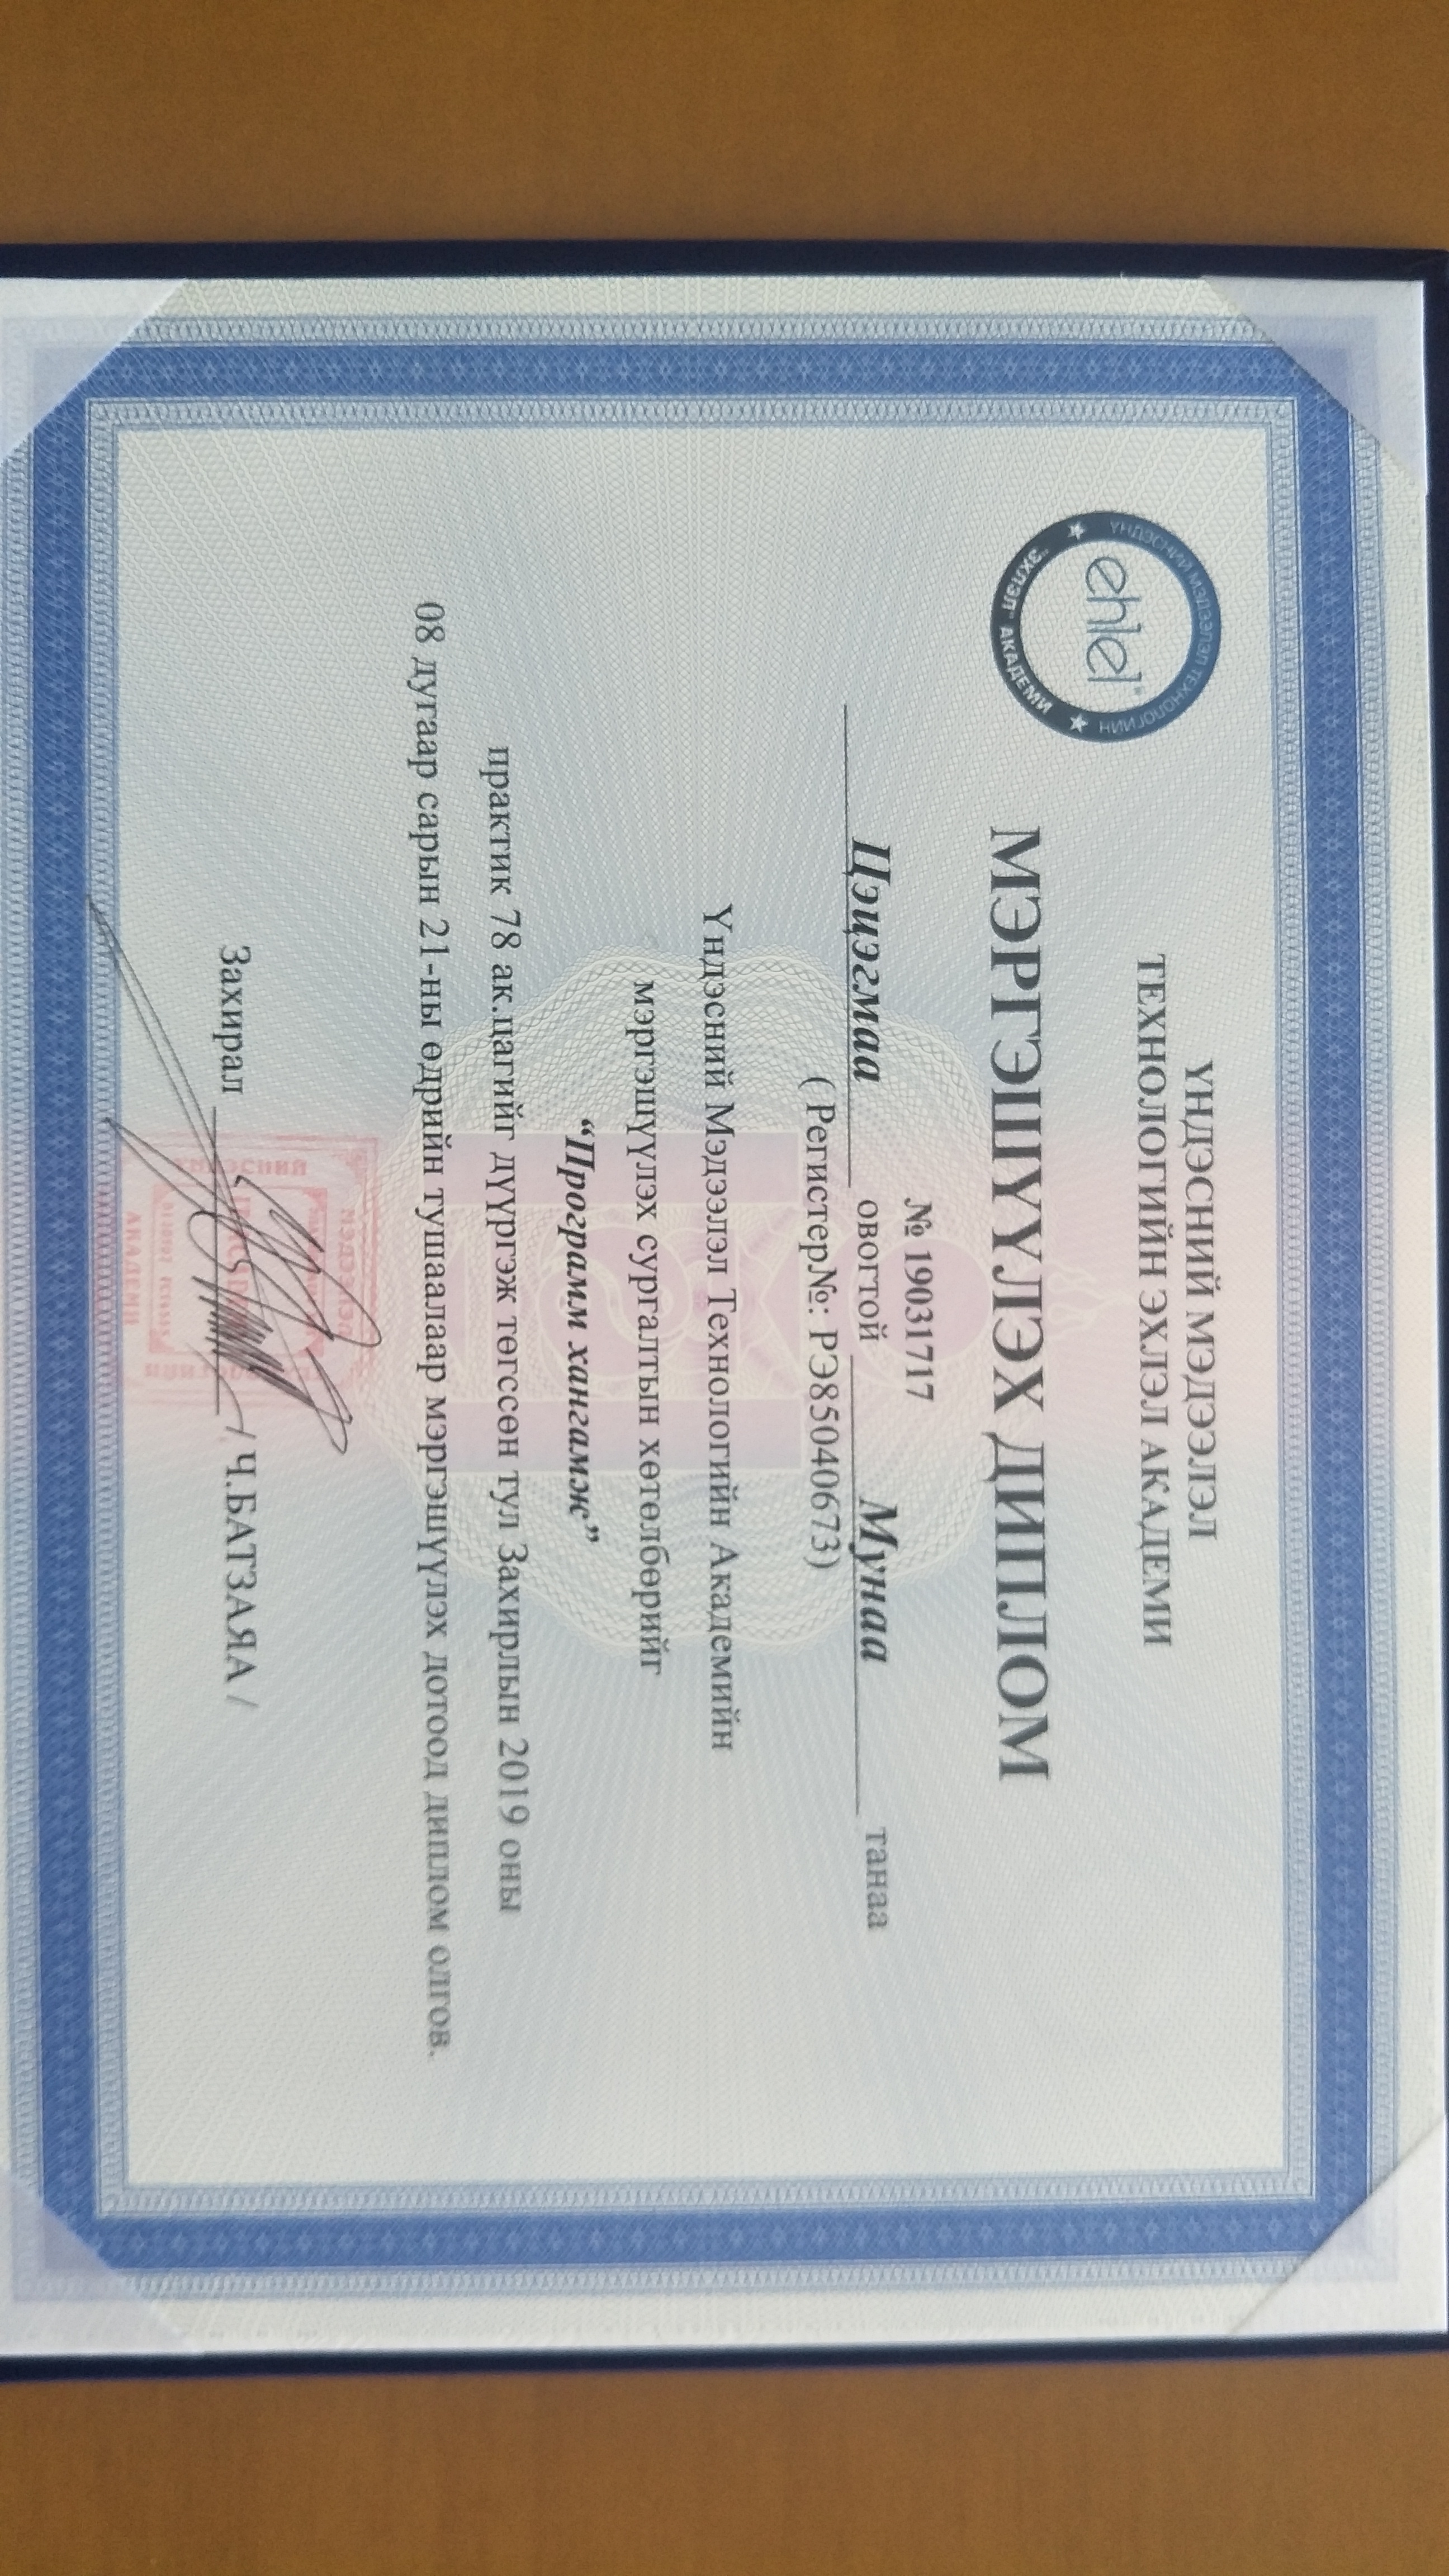 ҮНДЭСНИЙ МЭДЭЭЛЭЛ
ТЕХНОЛОГИЙН ЭХЛЭЛ АКАДЕМИ
ҮНДЭСНИЙ МЭДЭЭЛЭЛ ТЕХНОЛОГИЙН
ehlel
"ЭХЛЭЛ" АКАДЕМИ
МЭРГЭШҮҮЛЭХ ДИПЛОМ
№ 19031717
Цэцэгмаа овогтой Мунаа танаа
( Регистер№: РЭ85040673)
Үндэсний Мэдээлэл Технологийн Академийн
мэргэшүүлэх сургалтын хөтөлбөрийг
“Программ хангамж”
практик 78 ак.цагийг дүүргэж төгссөн тул Захирлын 2019 оны
08 дугаар сарын 21-ны өдрийн тушаалаар мэргэшүүлэх дотоод диплом олгов.
МЭДЭЭЛЭЛ
Захирал / Ч.БАТЗАЯА /
АКАДЕМИ